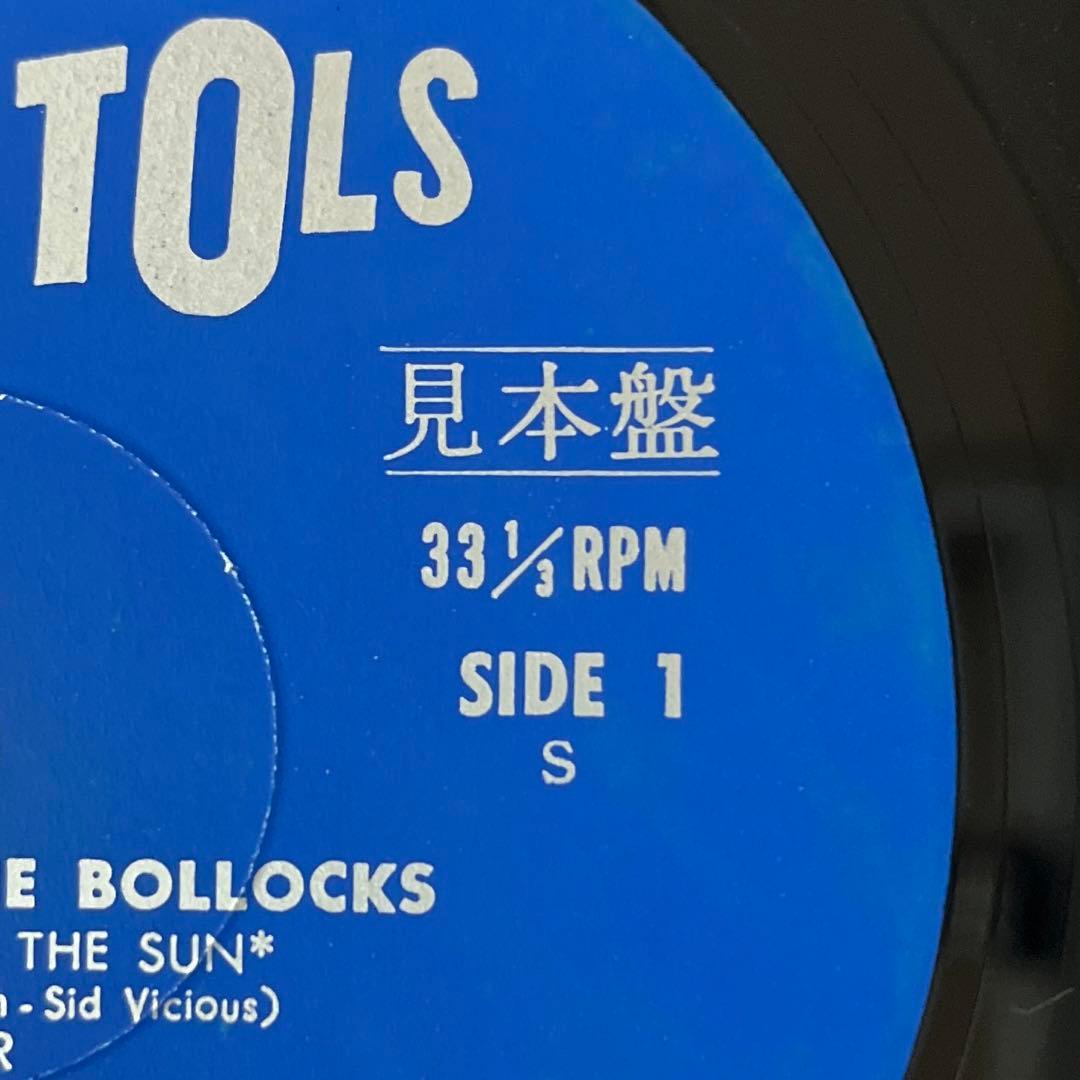 TOLS
見本盤
33 1/3 RPM
SIDE 1
S
E BOLLOCKS
THE SUN*
n - Sid Vicious)
R